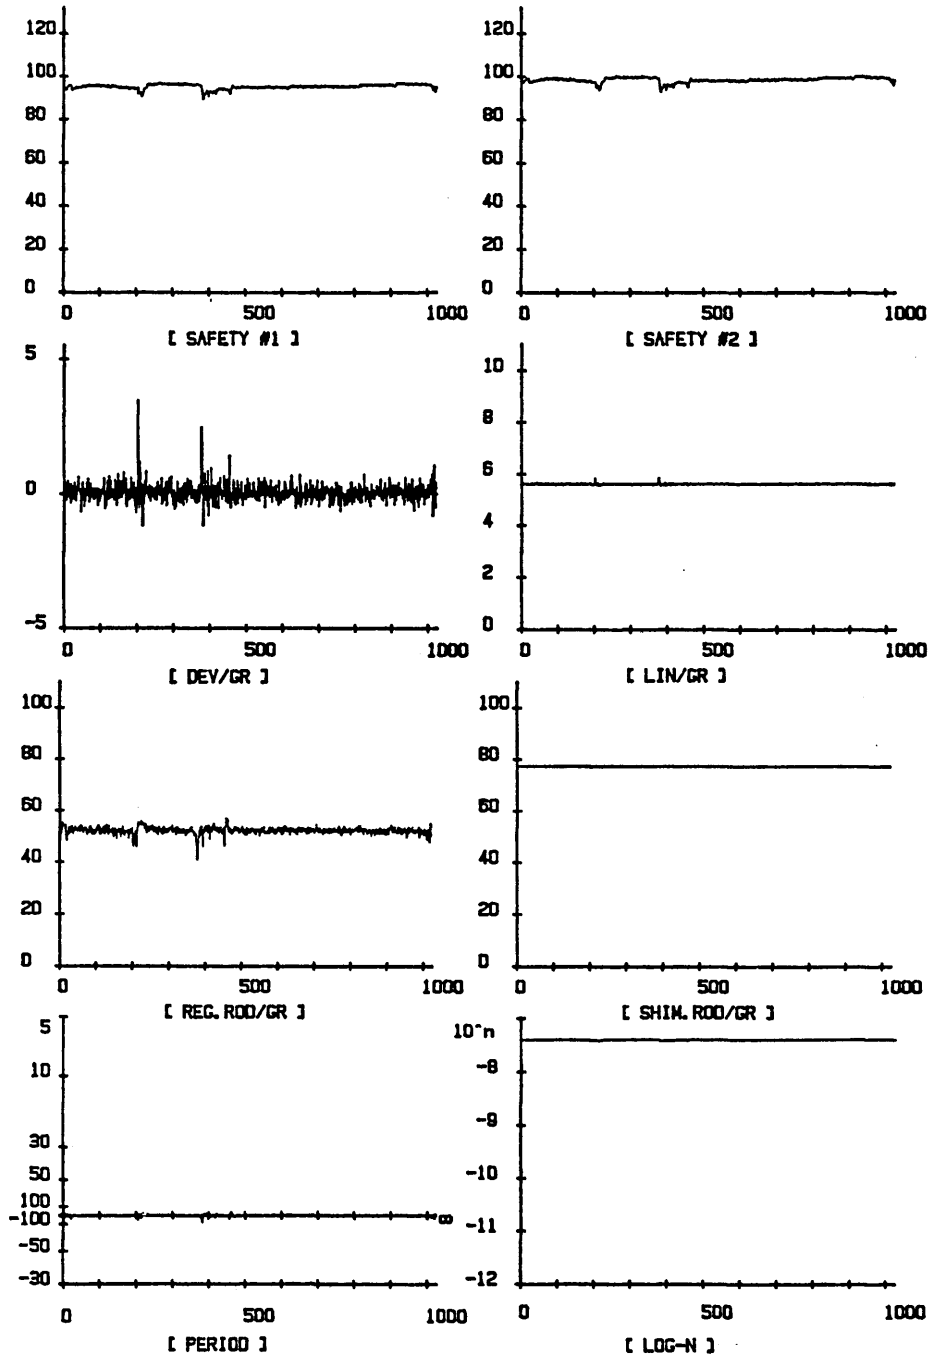 120
100
80
60
40
20
0
0 500 1000
[ SAFETY #1 ]
120
100
80
60
40
20
0
0 500 1000
[ SAFETY #2 ]
5
0
-5
0 500 1000
[ DEV/GR ]
10
8
6
4
2
0
0 500 1000
[ LIN/GR ]
100
80
60
40
20
0
0 500 1000
[ REG.ROD/GR ]
100
80
60
40
20
0
0 500 1000
[ SHIM.ROD/GR ]
5
10
30
50
100
-100
-50
-30
∞
0 500 1000
[ PERIOD ]
10^n
-8
-9
-10
-11
-12
0 500 1000
[ LOG-N ]